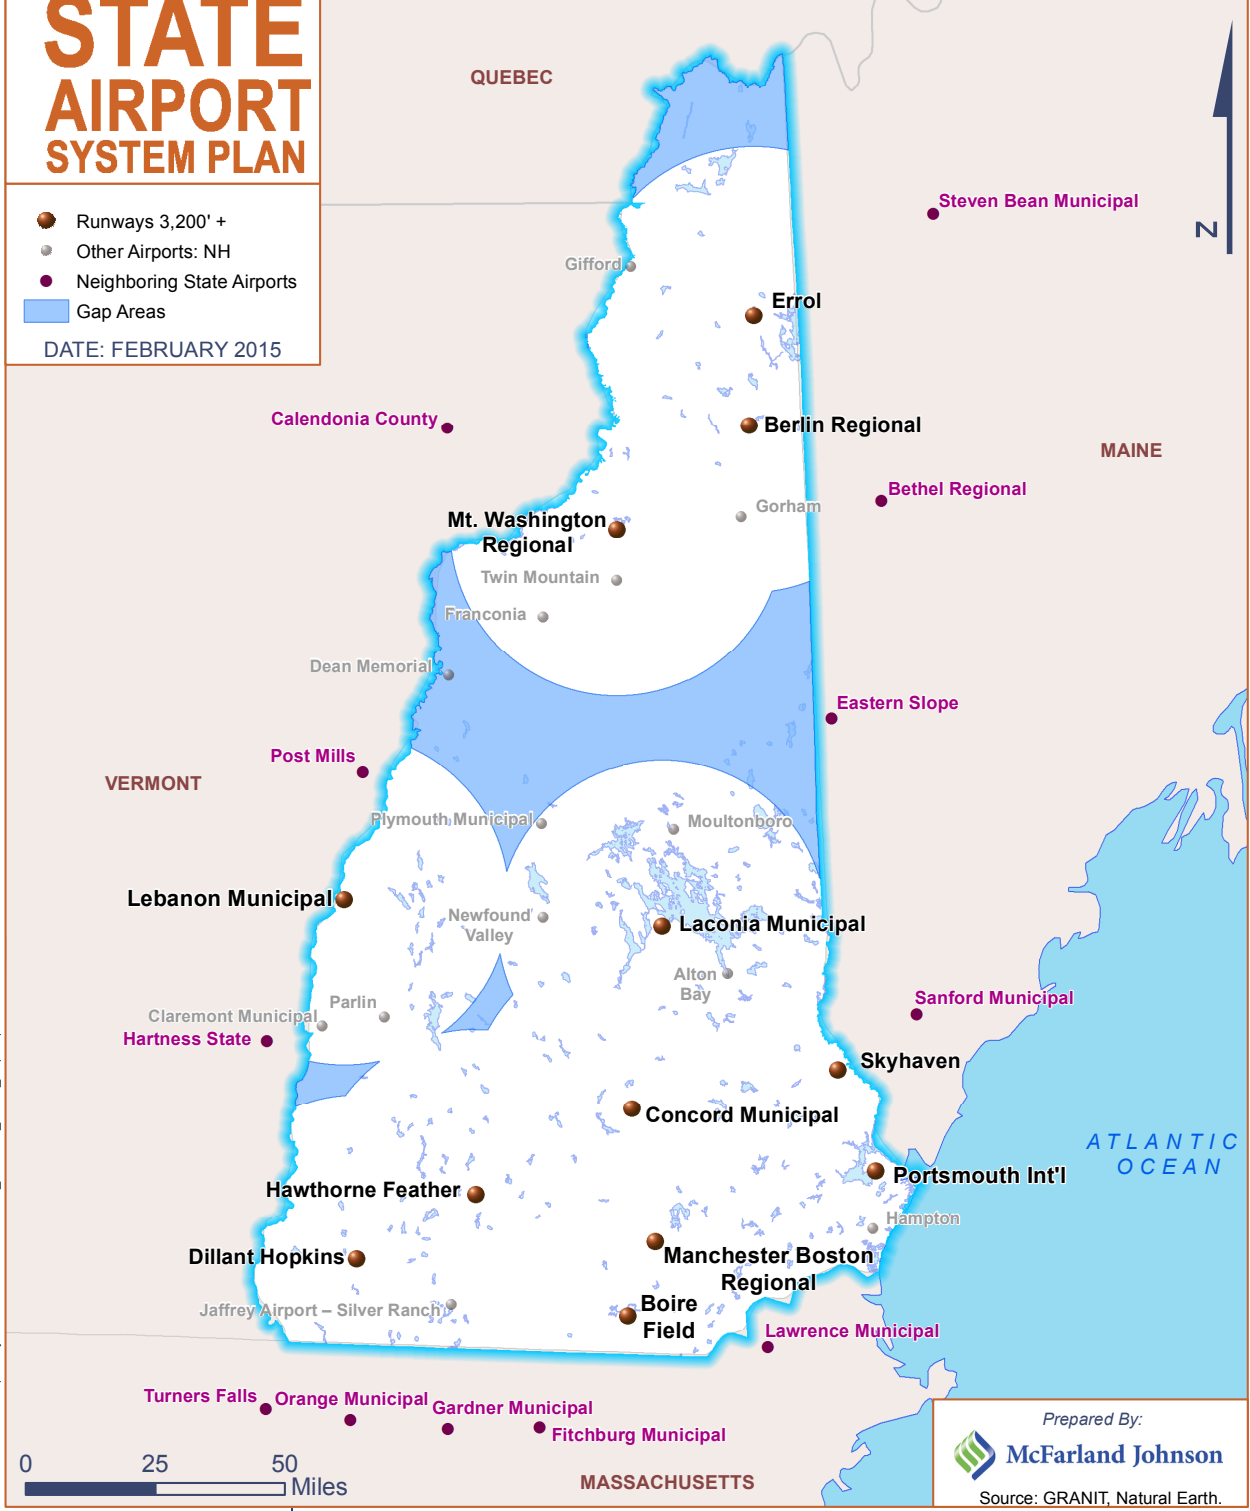 STATE
AIRPORT
SYSTEM PLAN
Runways 3,200' +
Other Airports: NH
Neighboring State Airports
Gap Areas
DATE: FEBRUARY 2015
QUEBEC
N
Steven Bean Municipal
Gifford
Errol
Calendonia County
Berlin Regional
MAINE
Bethel Regional
Gorham
Mt. Washington
Regional
Twin Mountain
Franconia
Dean Memorial
Eastern Slope
Post Mills
VERMONT
Plymouth Municipal
Moultonboro
Lebanon Municipal
Newfound
Valley
Laconia Municipal
Alton
Bay
Parlin
Claremont Municipal
Hartness State
Sanford Municipal
Skyhaven
Concord Municipal
ATLANTIC
OCEAN
Portsmouth Int'l
Hawthorne Feather
Hampton
Dillant Hopkins
Manchester Boston
Regional
Jaffrey Airport – Silver Ranch
Boire
Field
Lawrence Municipal
Turners Falls
Orange Municipal
Gardner Municipal
Fitchburg Municipal
0 25 50
Miles
MASSACHUSETTS
Prepared By:
McFarland Johnson
Source: GRANIT, Natural Earth.